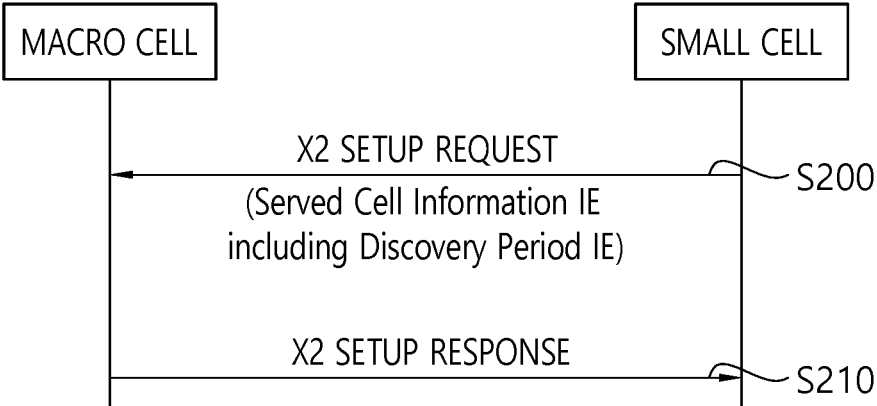 MACRO CELL
SMALL CELL
X2 SETUP REQUEST
S200
(Served Cell Information IE
including Discovery Period IE)
X2 SETUP RESPONSE
S210